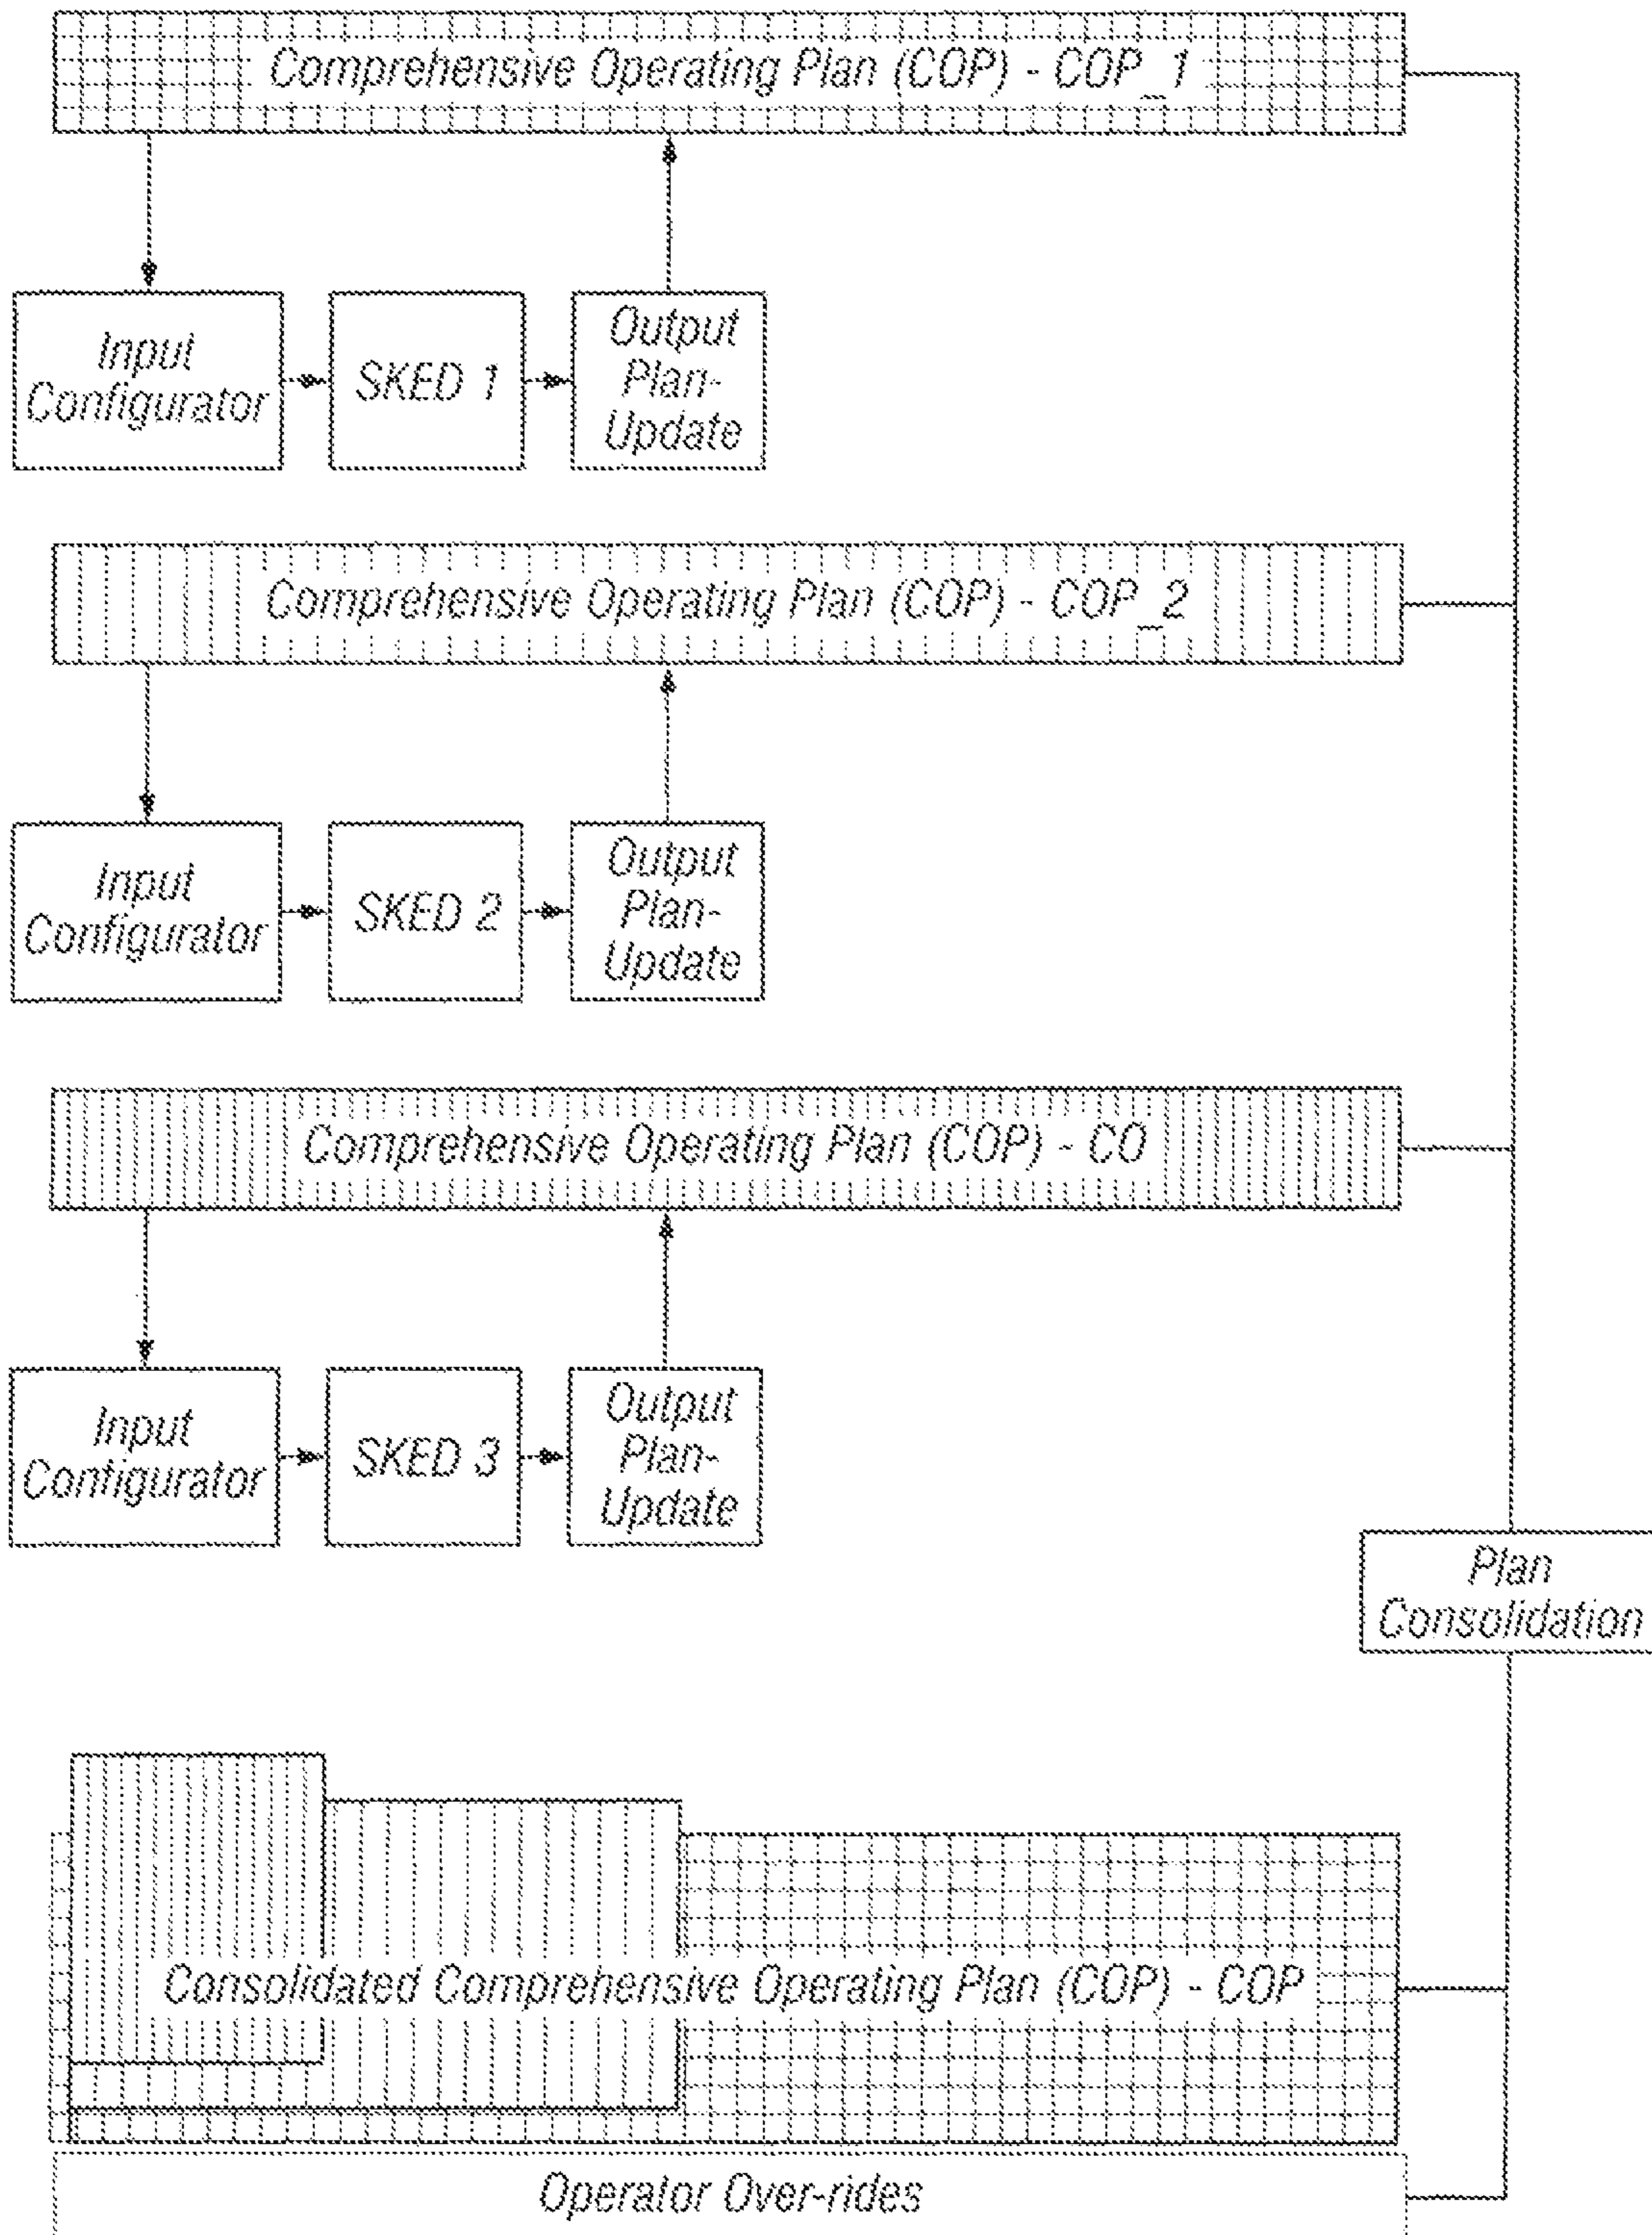 Comprehensive Operating Plan (COP) - COP_1
Input
Configurator
SKED 1
Output
Plan-
Update
Comprehensive Operating Plan (COP) - COP_2
Input
Configurator
SKED 2
Output
Plan-
Update
Comprehensive Operating Plan (COP) - CO
Input
Configurator
SKED 3
Output
Plan-
Update
Plan
Consolidation
Consolidated Comprehensive Operating Plan (COP) - COP
Operator Over-rides